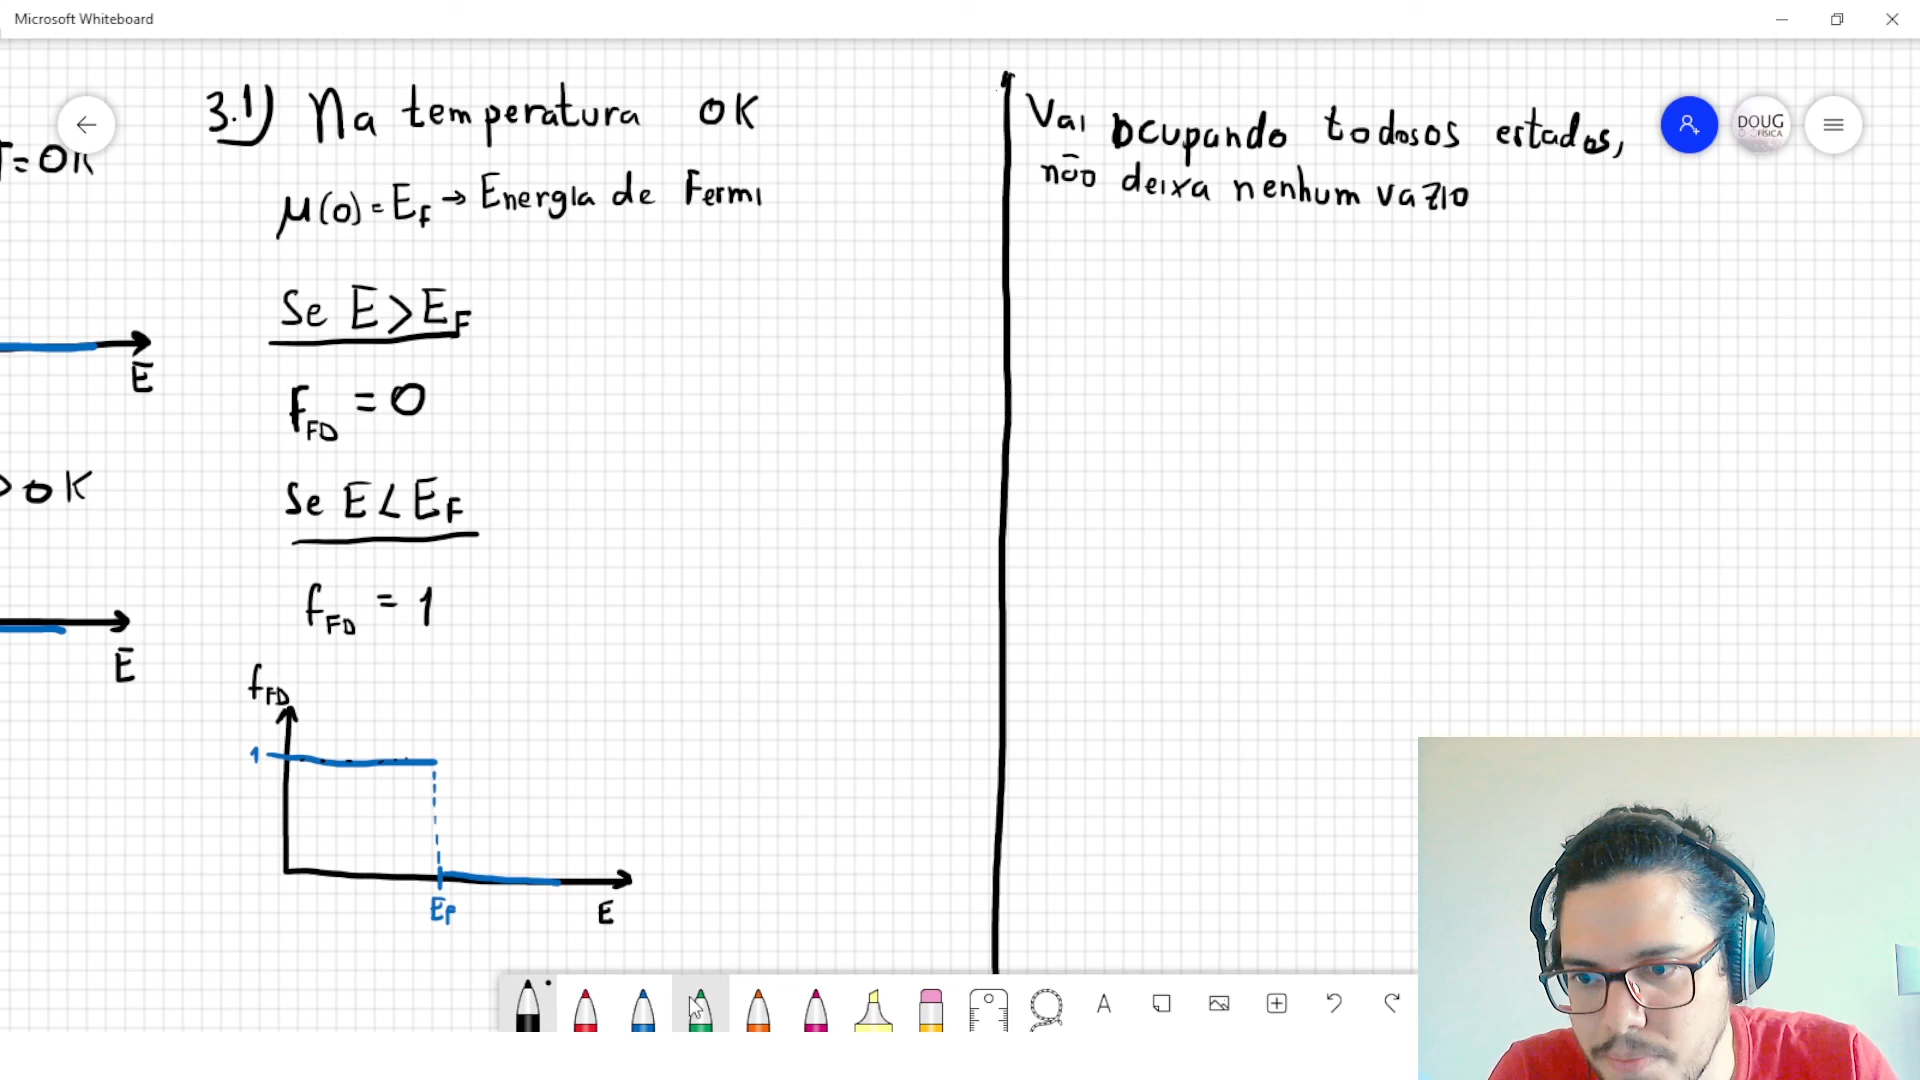 Microsoft Whiteboard
T=0K
E
>0K
E
3.1) Na temperatura 0K
μ(0) = E_F → Energia de Fermi
Se E > E_F
F_FD = 0
Se E < E_F
f_FD = 1
f_FD
1
E_F
E
Vai ocupando todos os estados,
não deixa nenhum vazio
DOUG
FÍSICA
A